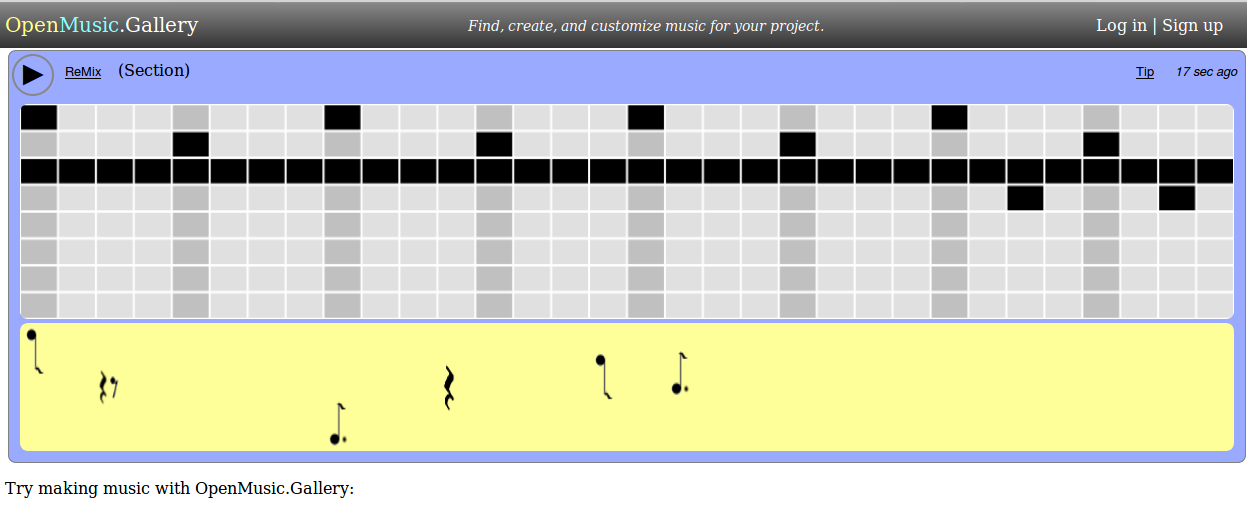 OpenMusic.Gallery Find, create, and customize music for your project. Log in | Sign up
ReMix (Section) Tip 17 sec ago
Try making music with OpenMusic.Gallery: